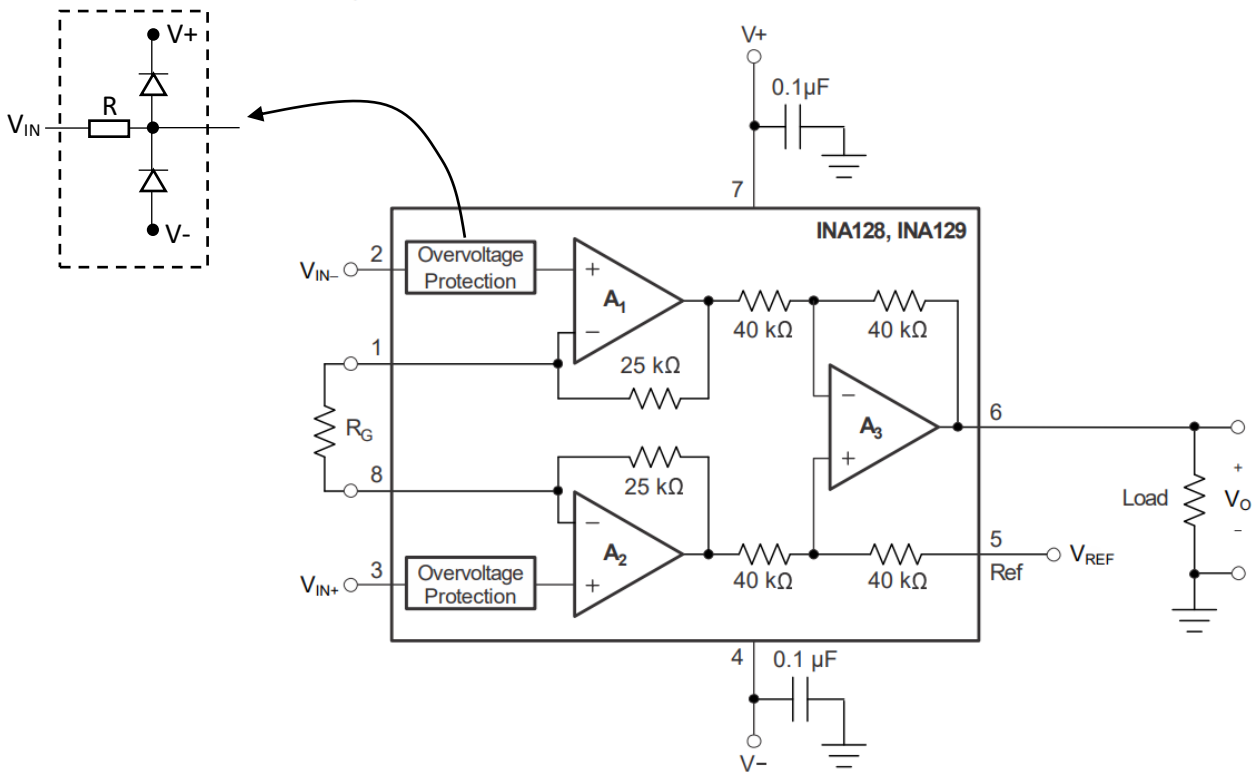 V+
R
VIN
V-
V+
0.1µF
7
INA128, INA129
2
VIN–
Overvoltage
Protection
+
A1
–
40 kΩ
40 kΩ
1
25 kΩ
RG
–
A3
+
6
8
25 kΩ
Load
+
VO
–
–
A2
+
3
VIN+
Overvoltage
Protection
40 kΩ
40 kΩ
5
Ref
VREF
4
0.1 µF
V–